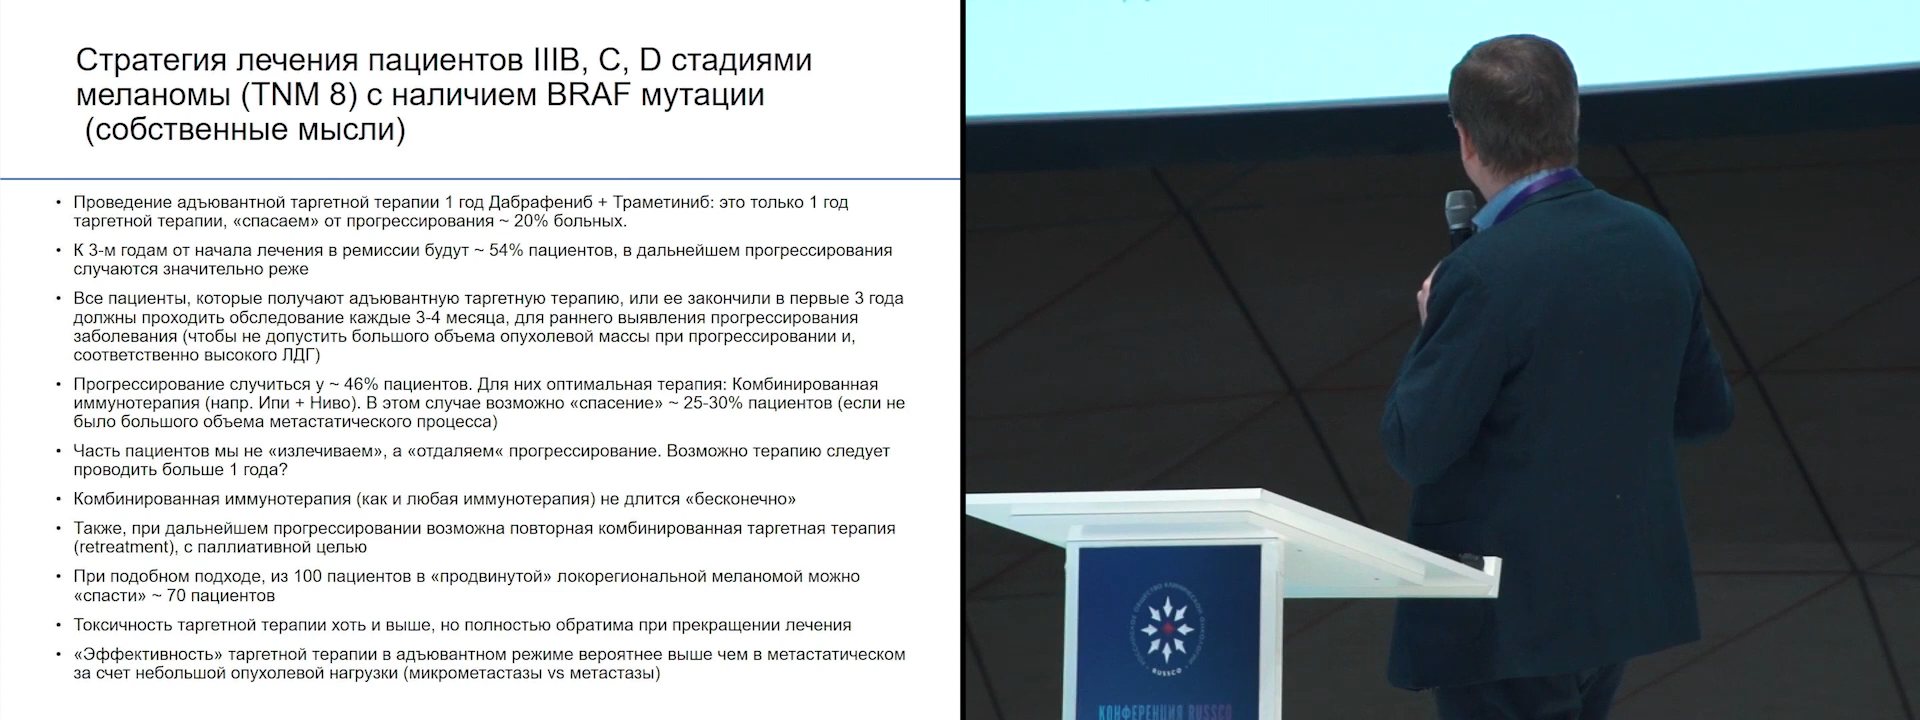 Стратегия лечения пациентов IIIB, C, D стадиями
меланомы (TNM 8) с наличием BRAF мутации
(собственные мысли)
• Проведение адъювантной таргетной терапии 1 год Дабрафениб + Траметиниб: это только 1 год
таргетной терапии, «спасаем» от прогрессирования ~ 20% больных.
• К 3-м годам от начала лечения в ремиссии будут ~ 54% пациентов, в дальнейшем прогрессирования
случаются значительно реже
• Все пациенты, которые получают адъювантную таргетную терапию, или ее закончили в первые 3 года
должны проходить обследование каждые 3-4 месяца, для раннего выявления прогрессирования
заболевания (чтобы не допустить большого объема опухолевой массы при прогрессировании и,
соответственно высокого ЛДГ)
• Прогрессирование случиться у ~ 46% пациентов. Для них оптимальная терапия: Комбинированная
иммунотерапия (напр. Ипи + Ниво). В этом случае возможно «спасение» ~ 25-30% пациентов (если не
было большого объема метастатического процесса)
• Часть пациентов мы не «излечиваем», а «отдаляем« прогрессирование. Возможно терапию следует
проводить больше 1 года?
• Комбинированная иммунотерапия (как и любая иммунотерапия) не длится «бесконечно»
• Также, при дальнейшем прогрессировании возможна повторная комбинированная таргетная терапия
(retreatment), с паллиативной целью
• При подобном подходе, из 100 пациентов в «продвинутой» локорегиональной меланомой можно
«спасти» ~ 70 пациентов
• Токсичность таргетной терапии хоть и выше, но полностью обратима при прекращении лечения
• «Эффективность» таргетной терапии в адъювантном режиме вероятнее выше чем в метастатическом
за счет небольшой опухолевой нагрузки (микрометастазы vs метастазы)
РОССИЙСКОЕ ОБЩЕСТВО КЛИНИЧЕСКОЙ ОНКОЛОГИИ
RUSSCO
КОНФЕРЕНЦИЯ RUSSCO